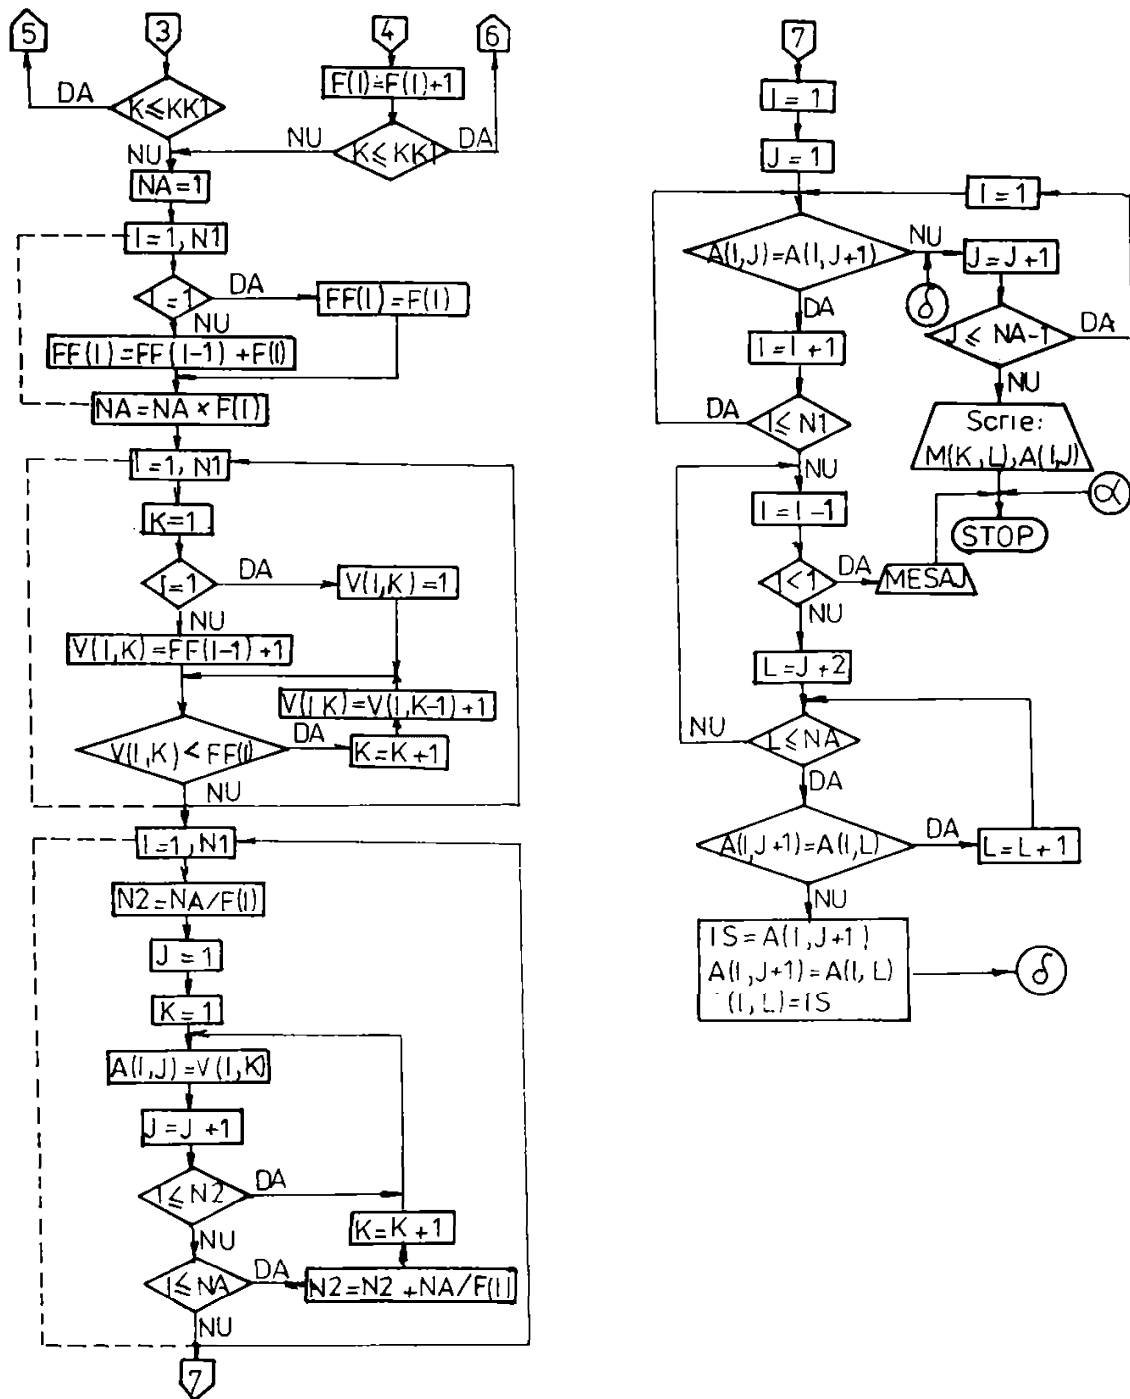 5
3
4
6
F(I)=F(I)+1
DA
K≤KK1
NU
NU
K≤KK1
DA
NA=1
I=1, N1
I=1
DA
FF(I)=F(I)
NU
FF(I)=FF(I-1)+F(I)
NA=NA×F(I)
I=1, N1
K=1
I=1
DA
V(I,K)=1
NU
V(I,K)=FF(I-1)+1
V(I,K)=V(I,K-1)+1
V(I,K)<FF(I)
DA
K=K+1
NU
I=1, N1
N2=NA/F(I)
J=1
K=1
A(I,J)=V(I,K)
J=J+1
≤N2
DA
K=K+1
NU
≤NA
DA
N2=N2+NA/F(I)
NU
7
7
I=1
J=1
I=1
A(I,J)=A(I,J+1)
NU
J=J+1
δ
DA
I=I+1
J≤NA-1
DA
NU
DA
I≤N1
Scrie:
M(K,L),A(I,J)
NU
α
I=I-1
STOP
I<1
DA
MESAJ
NU
L=J+2
NU
L≤NA
DA
A(I,J+1)=A(I,L)
DA
L=L+1
NU
IS=A(I,J+1)
A(I,J+1)=A(I,L)
(I,L)=IS
δ